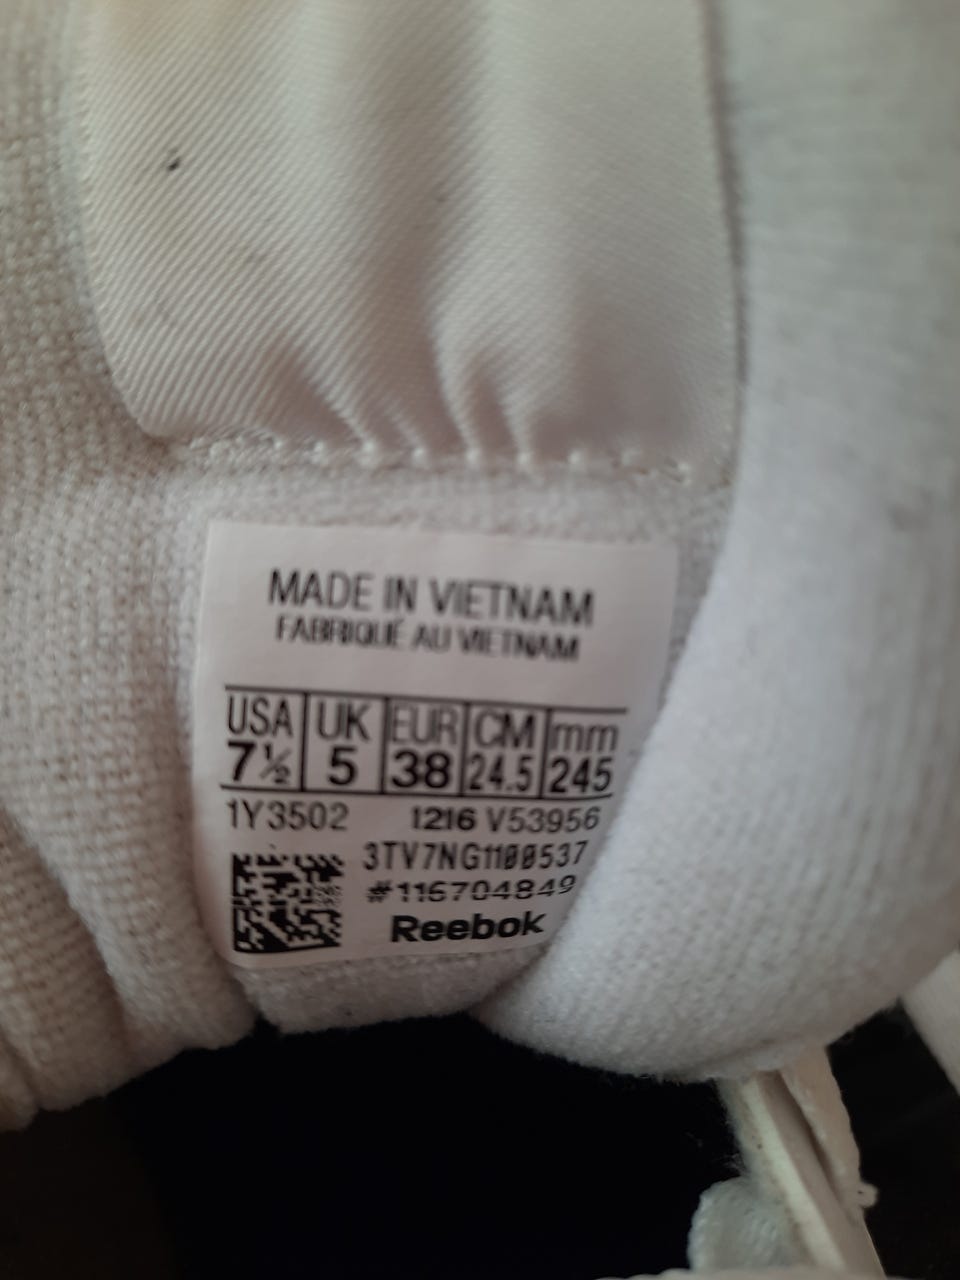 MADE IN VIETNAM
FABRIQUÉ AU VIETNAM
USA UK EUR CM mm
7½ 5 38 24.5 245
1Y3502 1216 V53956
3TV7NG1100537
#116704849
Reebok